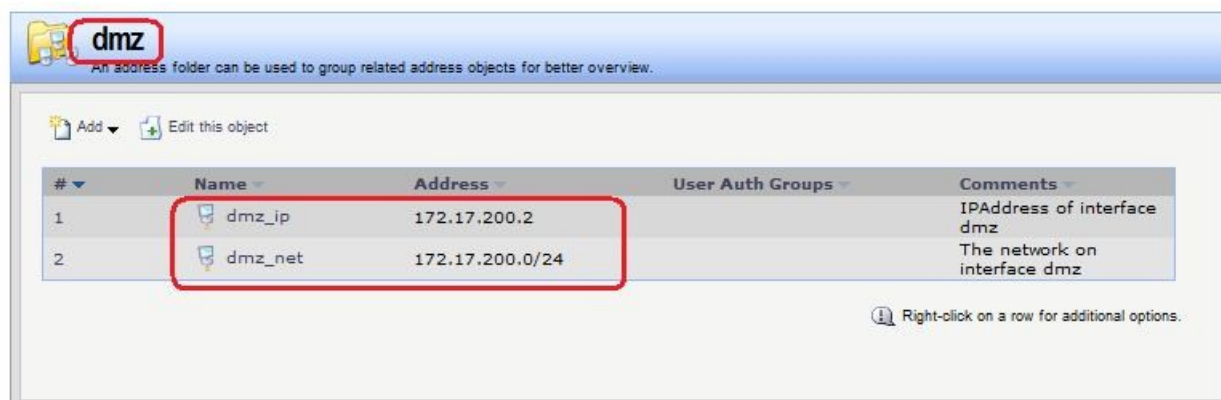 dmz
An address folder can be used to group related address objects for better overview.
Add Edit this object
# Name Address User Auth Groups Comments
1 dmz_ip 172.17.200.2 IPAddress of interface
dmz
2 dmz_net 172.17.200.0/24 The network on
interface dmz
Right-click on a row for additional options.